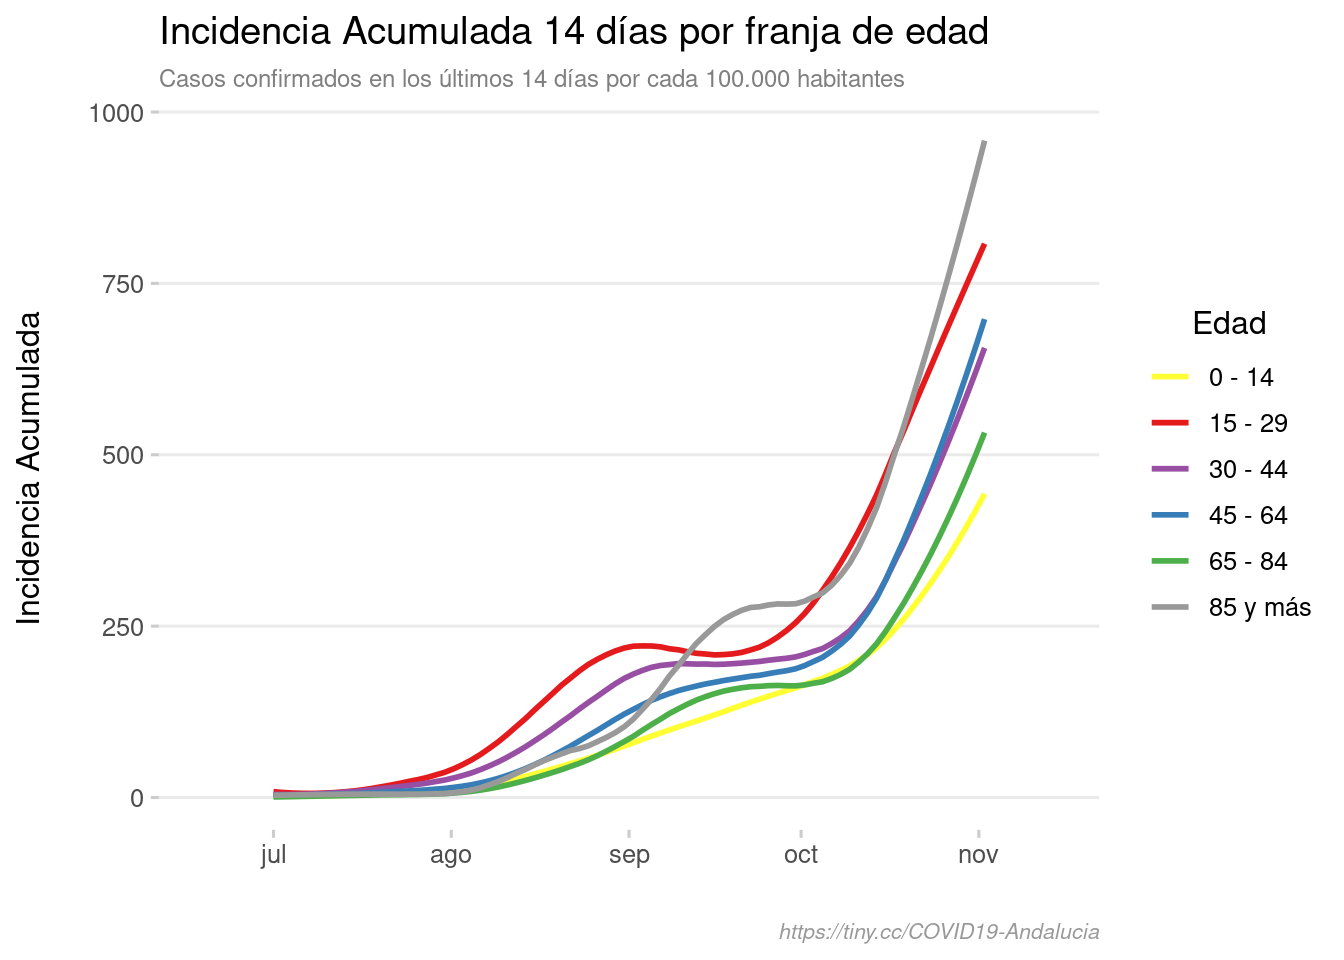 Incidencia Acumulada 14 días por franja de edad
Casos confirmados en los últimos 14 días por cada 100.000 habitantes
Incidencia Acumulada
1000
750
500
250
0
jul
ago
sep
oct
nov
Edad
0 - 14
15 - 29
30 - 44
45 - 64
65 - 84
85 y más
https://tiny.cc/COVID19-Andalucia